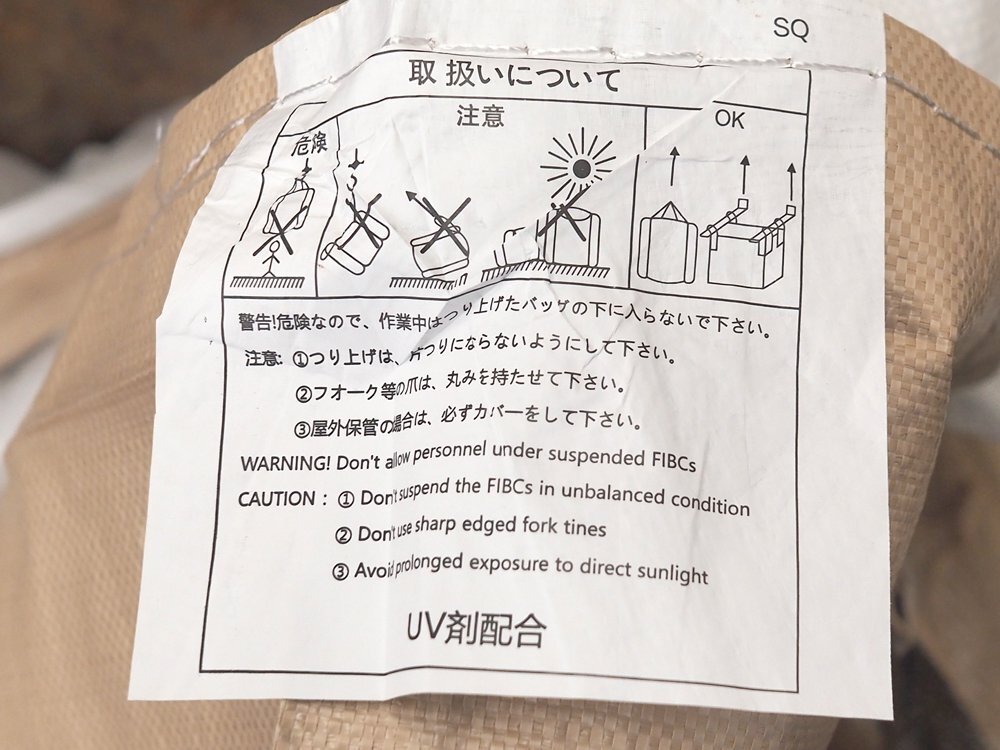 SQ
取扱いについて
危険
注意
OK
警告!危険なので、作業中はつり上げたバッグの下に入らないで下さい。
注意: ①つり上げは、片つりにならないようにして下さい。
②フオーク等の爪は、丸みを持たせて下さい。
③屋外保管の場合は、必ずカバーをして下さい。
WARNING! Don't allow personnel under suspended FIBCs
CAUTION : ① Don't suspend the FIBCs in unbalanced condition
② Don't use sharp edged fork tines
③ Avoid prolonged exposure to direct sunlight
UV剤配合